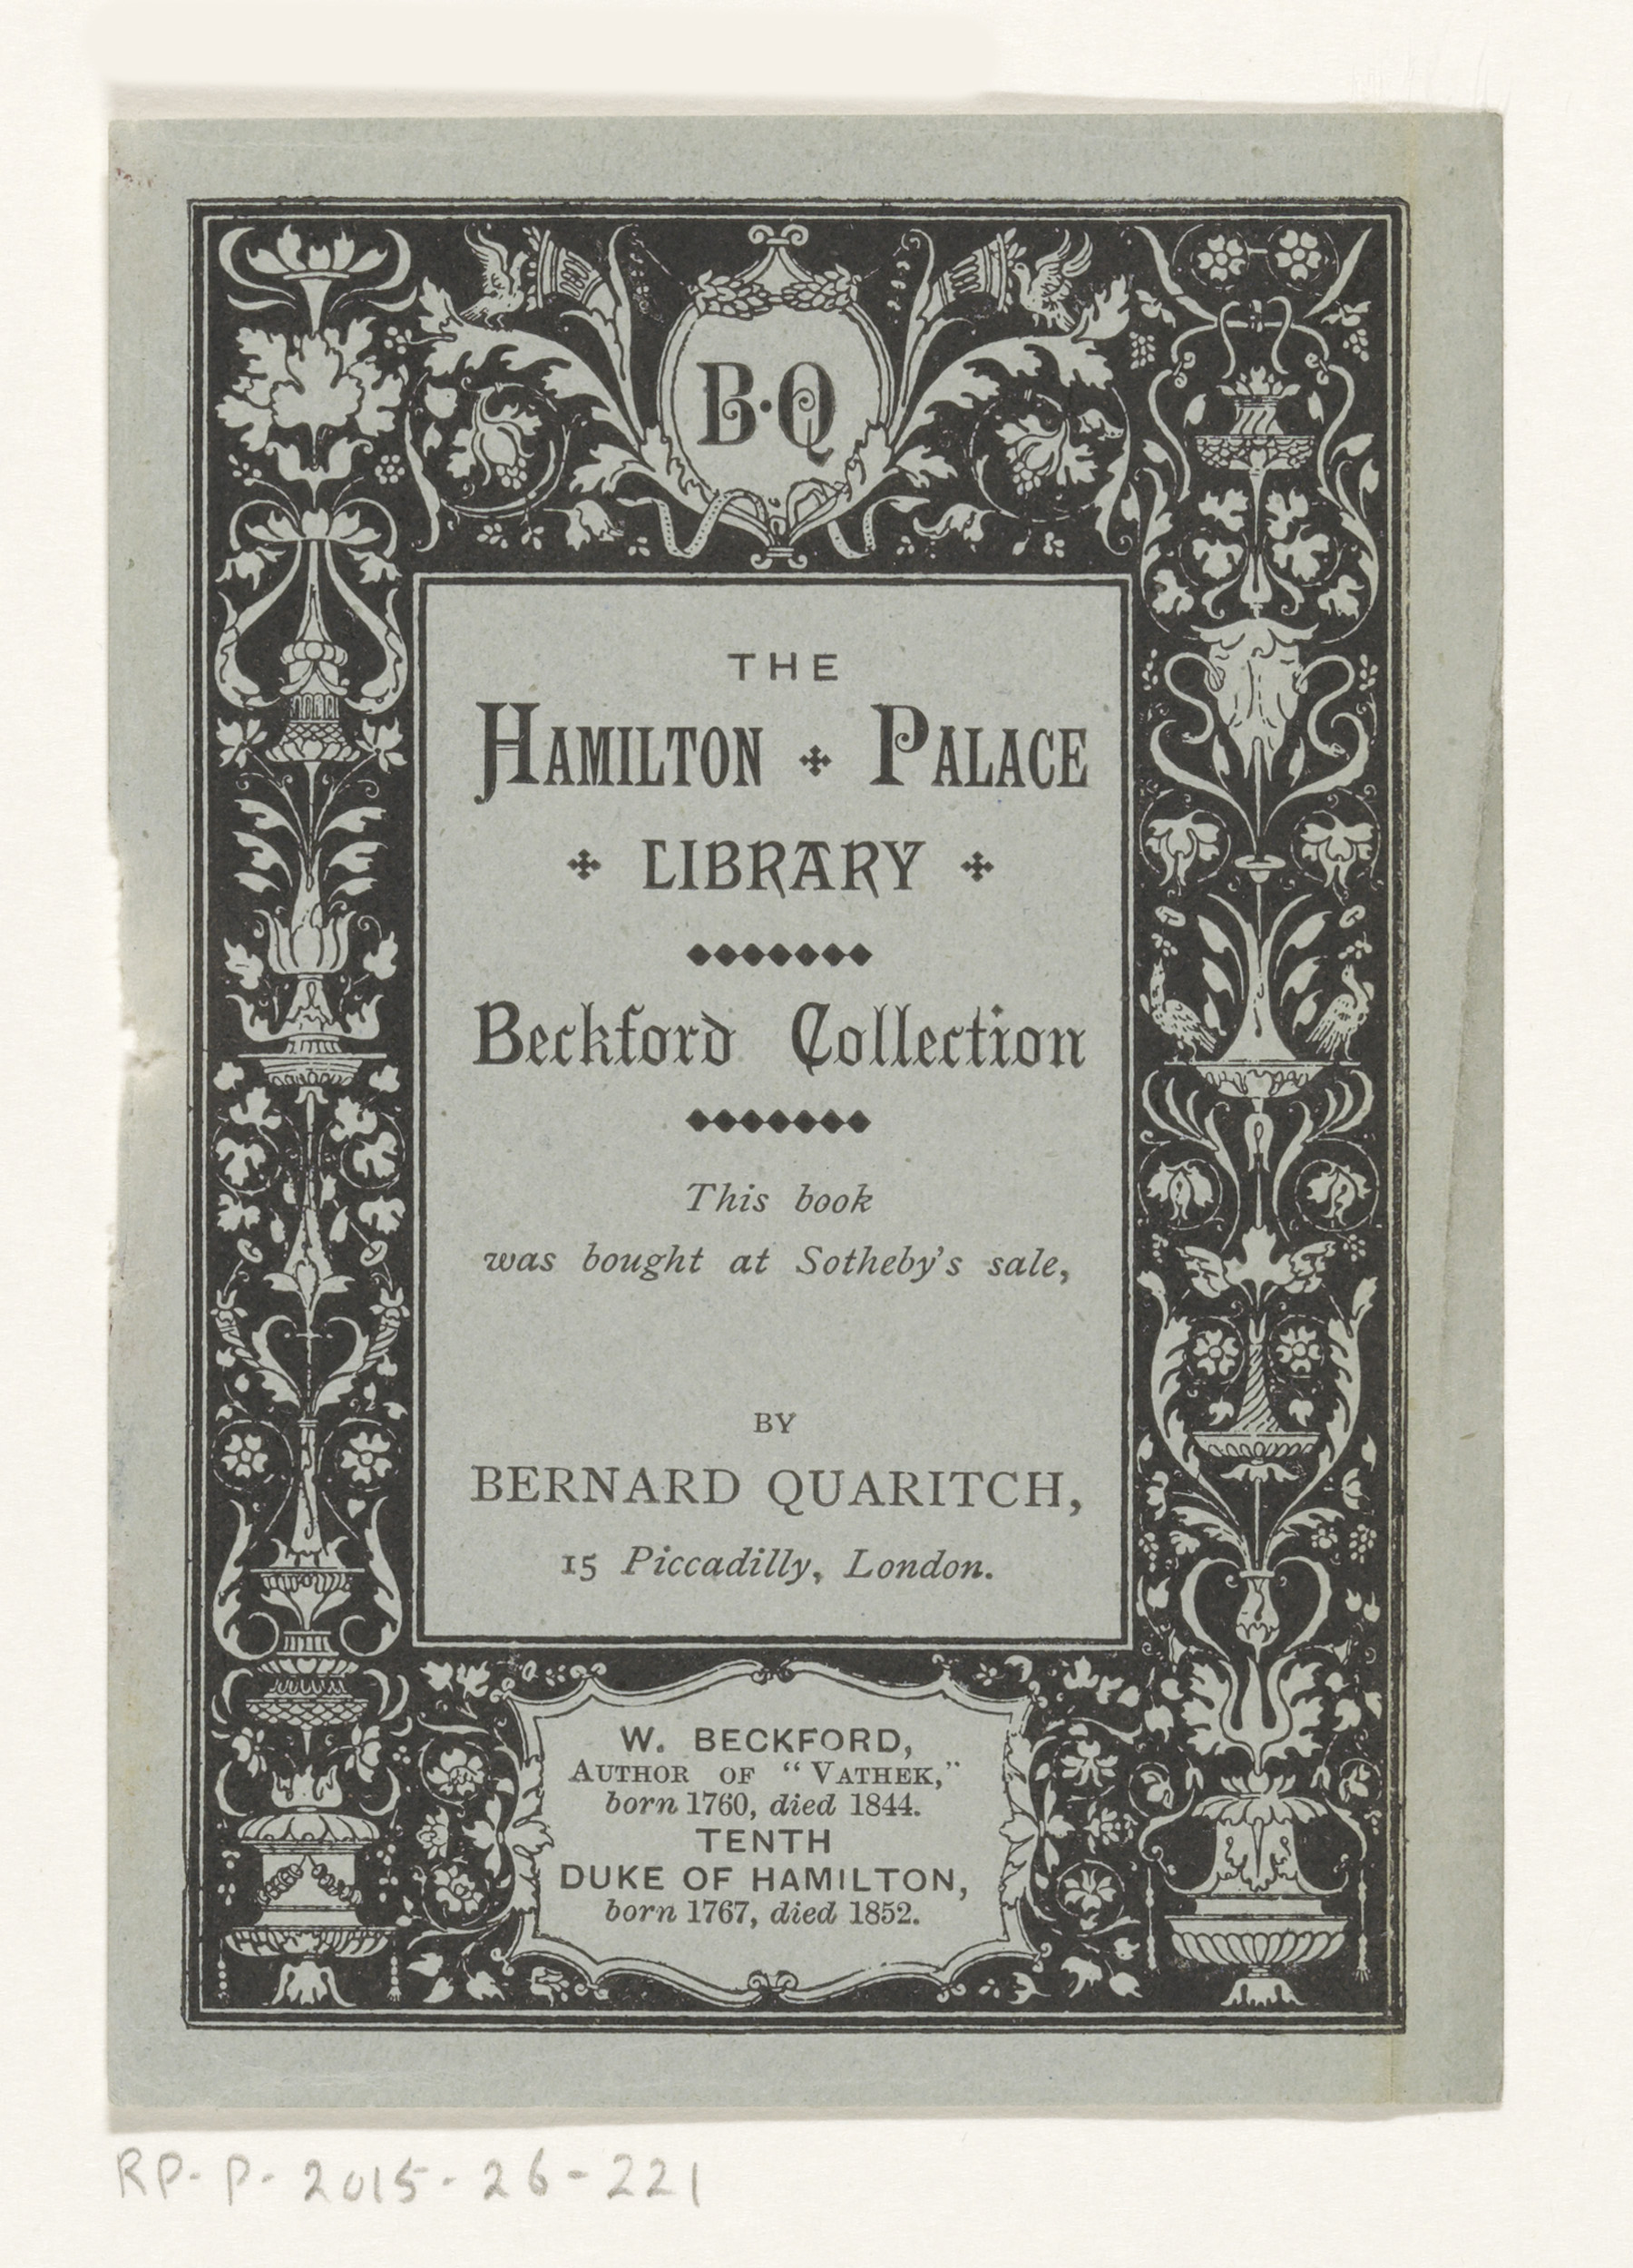 B·Q
THE
HAMILTON PALACE
LIBRARY
Beckford Collection
This book
was bought at Sotheby's sale,
BY
BERNARD QUARITCH,
15 Piccadilly, London.
W. BECKFORD,
AUTHOR OF "VATHEK,"
born 1760, died 1844.
TENTH
DUKE OF HAMILTON,
born 1767, died 1852.
RP-P-2015-26-221